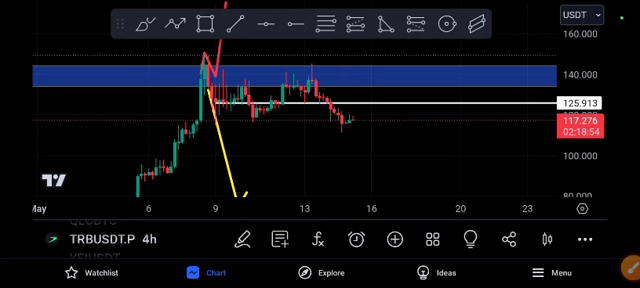 USDT
160.000
140.000
125.913
117.276
02:18:54
100.000
80.000
May 6 9 13 16 20 23
TRBUSDT.P 4h
Watchlist Chart Explore Ideas Menu